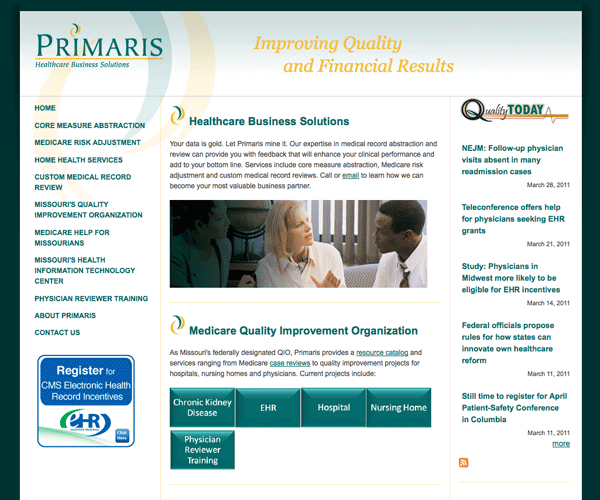 PRIMARIS
Healthcare Business Solutions
Improving Quality
and Financial Results
HOME
CORE MEASURE ABSTRACTION
MEDICARE RISK ADJUSTMENT
HOME HEALTH SERVICES
CUSTOM MEDICAL RECORD
REVIEW
MISSOURI'S QUALITY
IMPROVEMENT ORGANIZATION
MEDICARE HELP FOR
MISSOURIANS
MISSOURI'S HEALTH
INFORMATION TECHNOLOGY
CENTER
PHYSICIAN REVIEWER TRAINING
ABOUT PRIMARIS
CONTACT US
Register for
CMS Electronic Health
Record Incentives
EHR
Click
Here
Healthcare Business Solutions
Your data is gold. Let Primaris mine it. Our expertise in medical record abstraction and
review can provide you with feedback that will enhance your clinical performance and
add to your bottom line. Services include core measure abstraction, Medicare risk
adjustment and custom medical record reviews. Call or email to learn how we can
become your most valuable business partner.
Medicare Quality Improvement Organization
As Missouri's federally designated QIO, Primaris provides a resource catalog and
services ranging from Medicare case reviews to quality improvement projects for
hospitals, nursing homes and physicians. Current projects include:
Chronic Kidney
Disease
EHR
Hospital
Nursing Home
Physician
Reviewer
Training
QualityTODAY
NEJM: Follow-up physician
visits absent in many
readmission cases
March 28, 2011
Teleconference offers help
for physicians seeking EHR
grants
March 21, 2011
Study: Physicians in
Midwest more likely to be
eligible for EHR incentives
March 14, 2011
Federal officials propose
rules for how states can
innovate own healthcare
reform
March 11, 2011
Still time to register for April
Patient-Safety Conference
in Columbia
March 11, 2011
more